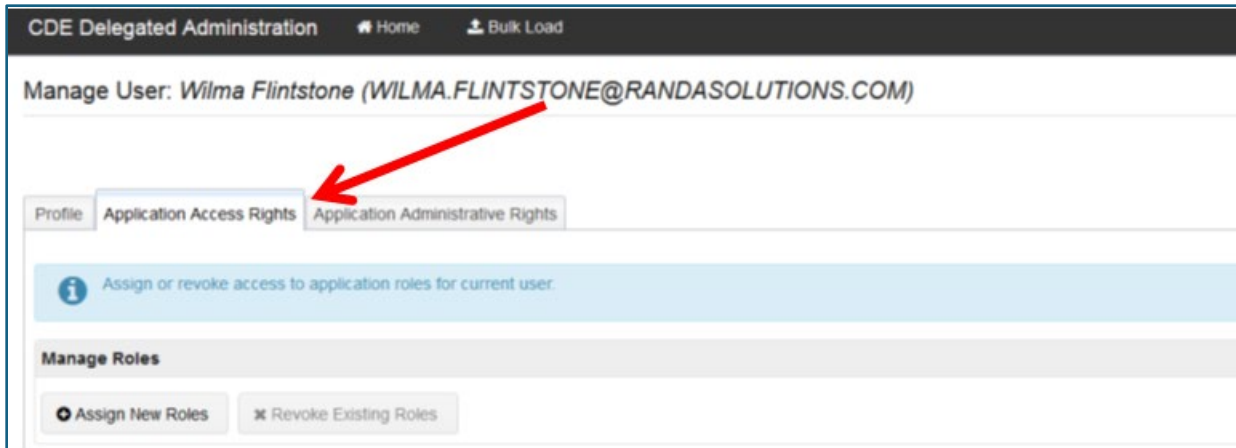 CDE Delegated Administration Home Bulk Load
Manage User: Wilma Flintstone (WILMA.FLINTSTONE@RANDASOLUTIONS.COM)
Profile Application Access Rights Application Administrative Rights
Assign or revoke access to application roles for current user.
Manage Roles
Assign New Roles Revoke Existing Roles